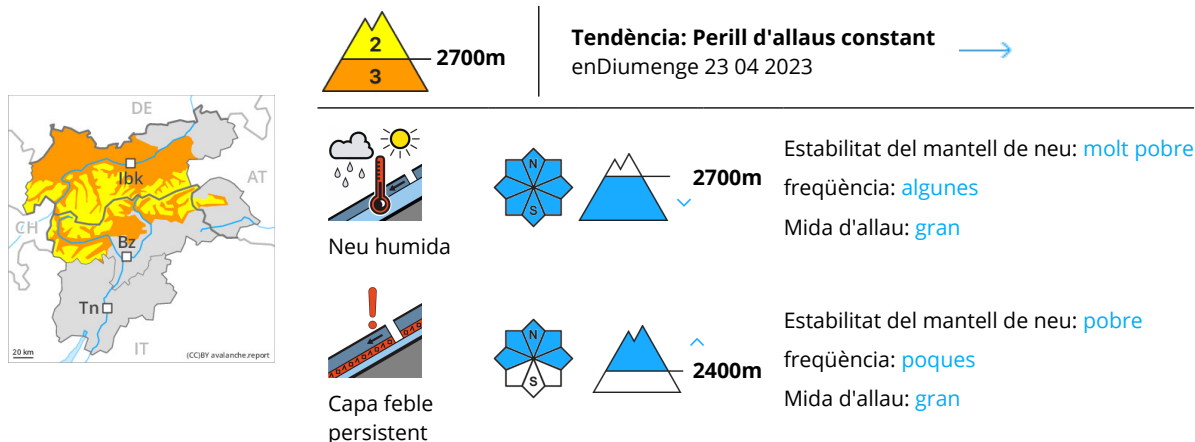 2
3
2700m
Tendència: Perill d'allaus constant
enDiumenge 23 04 2023
DE
Ibk
AT
CH
Bz
Tn
IT
20 km
(CC)BY avalanche.report
N
S
2700m
Neu humida
Estabilitat del mantell de neu: molt pobre
freqüència: algunes
Mida d'allau: gran
N
S
2400m
Capa feble
persistent
Estabilitat del mantell de neu: pobre
freqüència: poques
Mida d'allau: gran